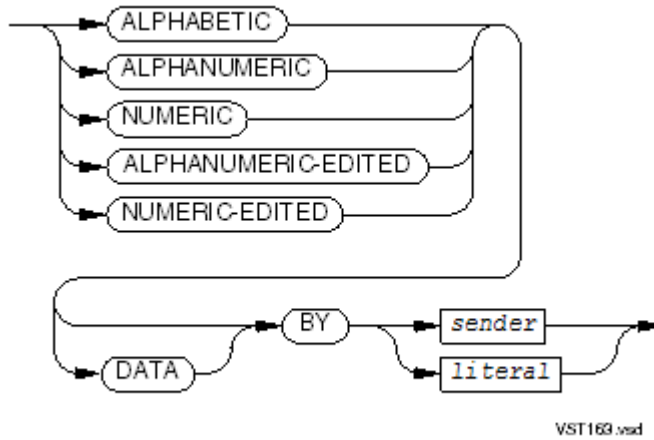 ALPHABETIC
ALPHANUMERIC
NUMERIC
ALPHANUMERIC-EDITED
NUMERIC-EDITED
BY
sender
DATA
literal
VST169.vsd